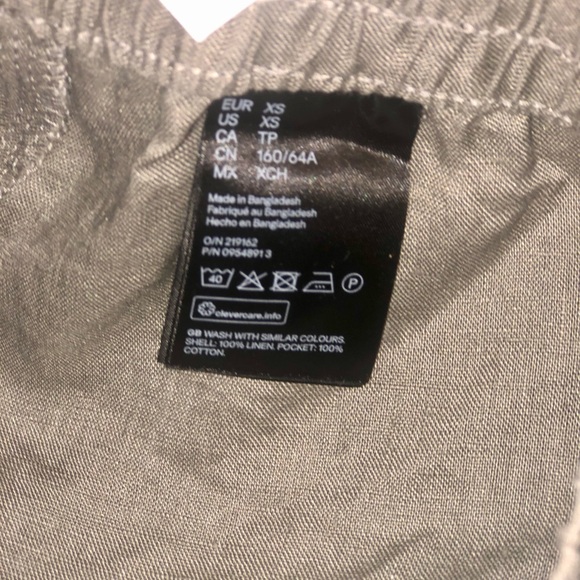 EUR XS
US XS
CA TP
CN 160/64A
MX XCH
Made in Bangladesh
Fabriqué au Bangladesh
Hecho en Bangladesh
O/N 219162
P/N 0954891 3
40 P
clevercare.info
GB WASH WITH SIMILAR COLOURS.
SHELL: 100% LINEN. POCKET: 100%
COTTON.